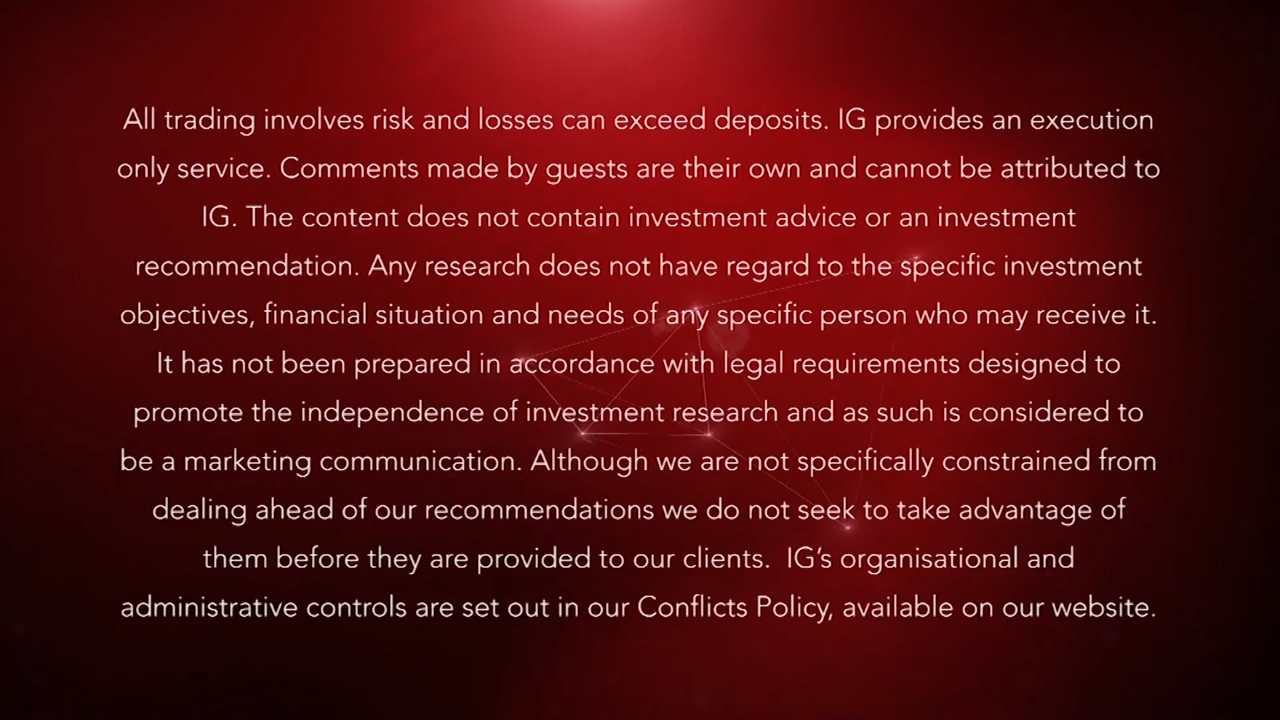 All trading involves risk and losses can exceed deposits. IG provides an execution
only service. Comments made by guests are their own and cannot be attributed to
IG. The content does not contain investment advice or an investment
recommendation. Any research does not have regard to the specific investment
objectives, financial situation and needs of any specific person who may receive it.
It has not been prepared in accordance with legal requirements designed to
promote the independence of investment research and as such is considered to
be a marketing communication. Although we are not specifically constrained from
dealing ahead of our recommendations we do not seek to take advantage of
them before they are provided to our clients.  IG’s organisational and
administrative controls are set out in our Conflicts Policy, available on our website.